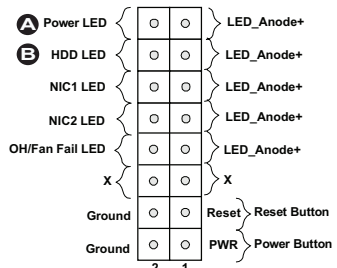 A Power LED LED_Anode+
B HDD LED LED_Anode+
NIC1 LED LED_Anode+
NIC2 LED LED_Anode+
OH/Fan Fail LED LED_Anode+
X X
Ground Reset Reset Button
Ground PWR Power Button
2 1